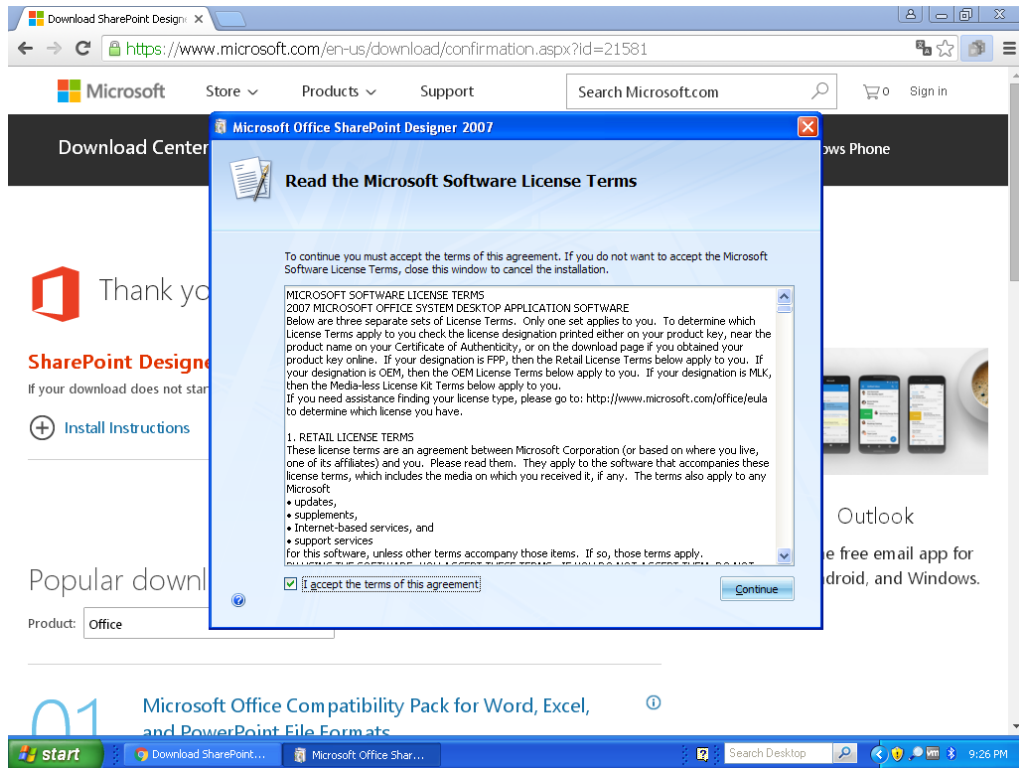 Download SharePoint Design
https://www.microsoft.com/en-us/download/confirmation.aspx?id=21581
Microsoft
Store
Products
Support
Search Microsoft.com
0
Sign in
Download Center
ows Phone
Microsoft Office SharePoint Designer 2007
Read the Microsoft Software License Terms
To continue you must accept the terms of this agreement. If you do not want to accept the Microsoft
Software License Terms, close this window to cancel the installation.
MICROSOFT SOFTWARE LICENSE TERMS
2007 MICROSOFT OFFICE SYSTEM DESKTOP APPLICATION SOFTWARE
Below are three separate sets of License Terms. Only one set applies to you. To determine which
License Terms apply to you check the license designation printed either on your product key, near the
product name on your Certificate of Authenticity, or on the download page if you obtained your
product key online. If your designation is FPP, then the Retail License Terms below apply to you. If
your designation is OEM, then the OEM License Terms below apply to you. If your designation is MLK,
then the Media-less License Kit Terms below apply to you.
If you need assistance finding your license type, please go to: http://www.microsoft.com/office/eula
to determine which license you have.
1. RETAIL LICENSE TERMS
These license terms are an agreement between Microsoft Corporation (or based on where you live,
one of its affiliates) and you. Please read them. They apply to the software that accompanies these
license terms, which includes the media on which you received it, if any. The terms also apply to any
Microsoft
• updates,
• supplements,
• Internet-based services, and
• support services
for this software, unless other terms accompany those items. If so, those terms apply.
I accept the terms of this agreement
Continue
Thank yo
SharePoint Designe
If your download does not star
Install Instructions
Outlook
e free email app for
droid, and Windows.
Popular downl
Product:
Office
01
Microsoft Office Compatibility Pack for Word, Excel,
and PowerPoint File Formats
start
Download SharePoint...
Microsoft Office Shar...
Search Desktop
9:26 PM